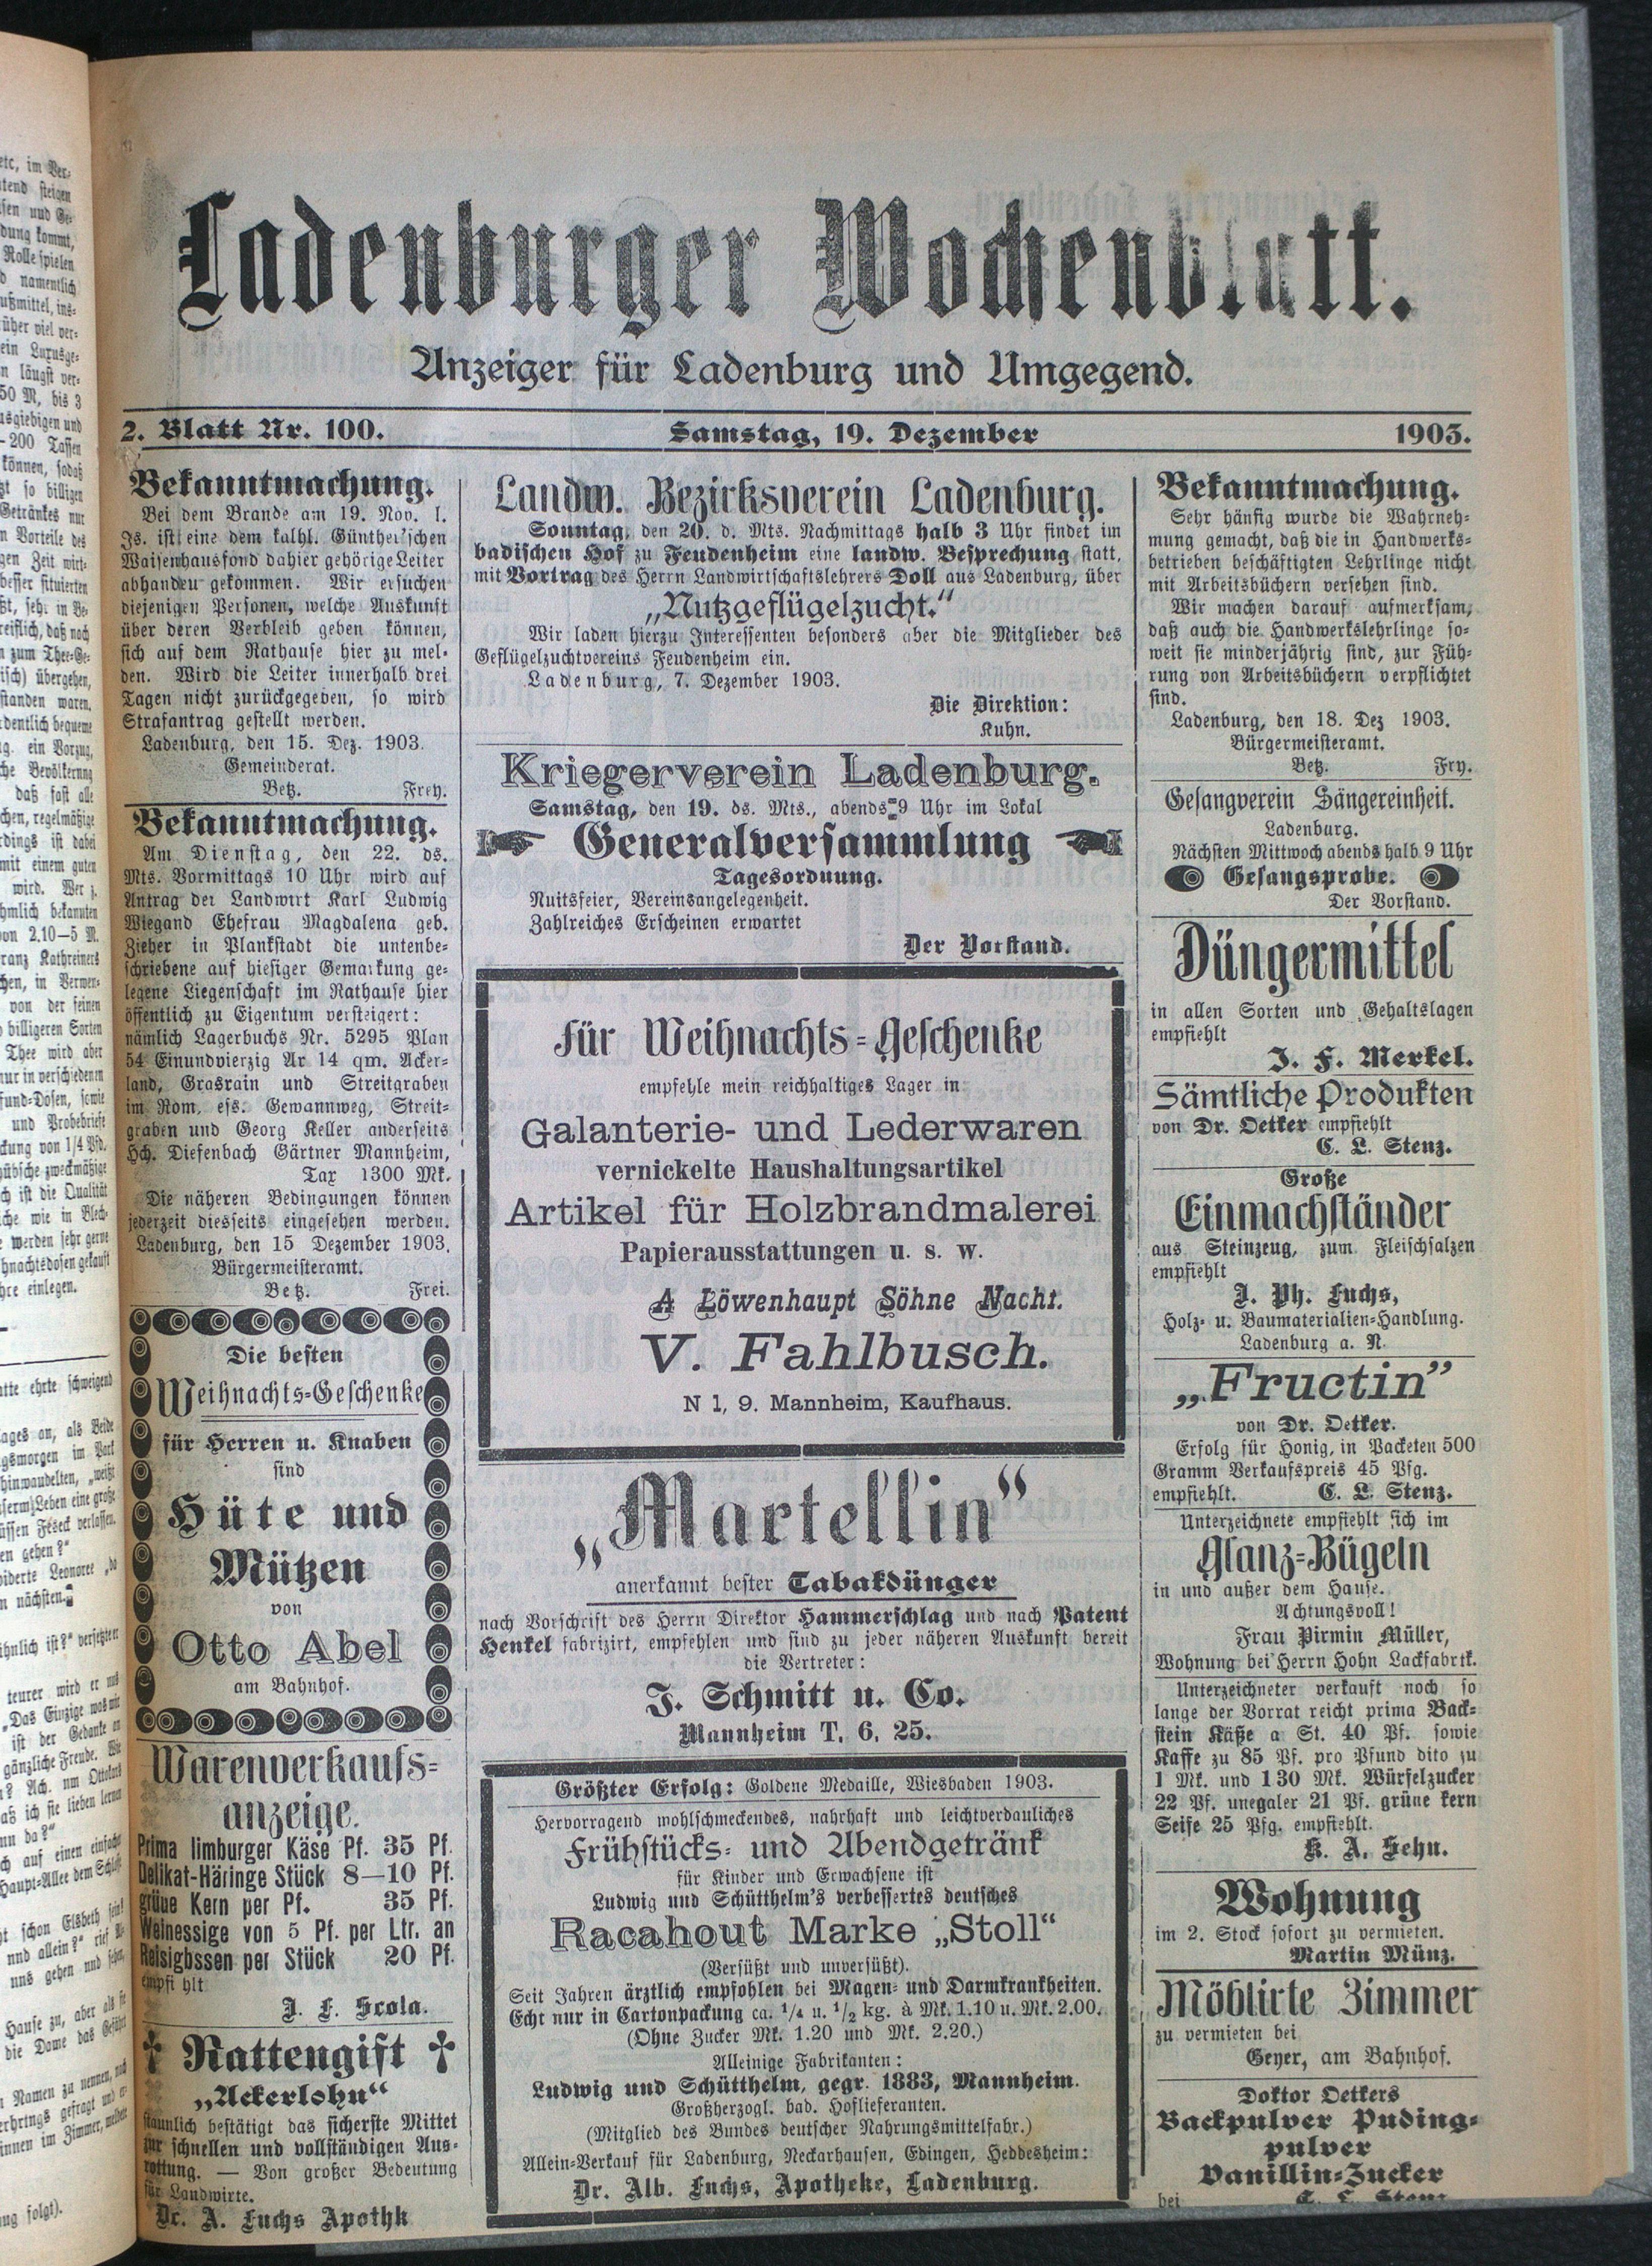 Ladenburger Wochenblatt.
Anzeiger für Ladenburg und Umgegend.
2. Blatt Nr. 100.
Samstag, 19. Dezember
1903.
Bekanntmachung.
Bei dem Brande am 19. Nov. l.
Js. ist eine dem kathl. Günther'schen
Waisenhausfond dahier gehörige Leiter
abhanden gekommen. Wir ersuchen
diejenigen Personen, welche Auskunft
über deren Verbleib geben können,
sich auf dem Rathause hier zu mel-
den. Wird die Leiter innerhalb drei
Tagen nicht zurückgegeben, so wird
Strafantrag gestellt werden.
Ladenburg, den 15. Dez. 1903.
Gemeinderat.
Betz. Frey.
Bekanntmachung.
Am Dienstag, den 22. ds.
Mts. Vormittags 10 Uhr wird auf
Antrag der Landwirt Karl Ludwig
Wiegand Ehefrau Magdalena geb.
Zieher in Plankstadt die untenbe-
schriebene auf hiesiger Gemarkung ge-
legene Liegenschaft im Rathause hier
öffentlich zu Eigentum versteigert:
nämlich Lagerbuchs Nr. 5295 Plan
54 Einundvierzig Ar 14 qm. Acker-
land, Grasrain und Streitgraben
im Rom, efs. Gewannweg, Streit-
graben und Georg Keller anderseits
Hch. Diefenbach Gärtner Mannheim,
Tax 1300 Mk.
Die näheren Bedingungen können
jederzeit diesseits eingesehen werden.
Ladenburg, den 15 Dezember 1903.
Bürgermeisteramt.
Betz. Frei.
Die besten
Weihnachts-Geschenke
für Herren u. Knaben
sind
Hüte und
Mützen
von
Otto Abel
am Bahnhof.
Warenverkaufs-
anzeige.
Prima limburger Käse Pf. 35 Pf.
Delikat-Häringe Stück 8—10 Pf.
grüne Kern per Pf. 35 Pf.
Weinessige von 5 Pf. per Ltr. an
Reisigbssen per Stück 20 Pf.
empfi hlt
J. F. Scola.
Rattengift
„Ackerlohn“
staunlich bestätigt das sicherste Mittet
zur schnellen und vollständigen Aus-
rottung. — Von großer Bedeutung
für Landwirte.
Dr. A. Fuchs Apothk
Landw. Bezirksverein Ladenburg.
Sonntag, den 20. d. Mts. Nachmittags halb 3 Uhr findet im
badischen Hof zu Feudenheim eine landw. Besprechung statt,
mit Vortrag des Herrn Landwirtschaftslehrers Doll aus Ladenburg, über
„Nutzgeflügelzucht.“
Wir laden hierzu Interessenten besonders aber die Mitglieder des
Geflügelzuchtvereins Feudenheim ein.
Ladenburg, 7. Dezember 1903.
Die Direktion:
Kuhn.
Kriegerverein Ladenburg.
Samstag, den 19. ds. Mts., abends 9 Uhr im Lokal
Generalversammlung
Tagesordnung.
Nuitsfeier, Vereinsangelegenheit.
Zahlreiches Erscheinen erwartet
Der Vorstand.
Für Weihnachts-Geschenke
empfehle mein reichhaltiges Lager in
Galanterie- und Lederwaren
vernickelte Haushaltungsartikel
Artikel für Holzbrandmalerei
Papierausstattungen u. s. w.
A Löwenhaupt Söhne Nachf.
V. Fahlbusch.
N 1, 9. Mannheim, Kaufhaus.
„Martellin“
anerkannt bester Tabakdünger
nach Vorschrift des Herrn Direktor Hammerschlag und nach Patent
Henkel fabrizirt, empfehlen und sind zu jeder näheren Auskunft bereit
die Vertreter:
J. Schmitt u. Co.
Mannheim T, 6, 25.
Größter Erfolg: Goldene Medaille, Wiesbaden 1903.
Hervorragend wohlschmeckendes, nahrhaft und leichtverdauliches
Frühstücks- und Abendgetränk
für Kinder und Erwachsene ist
Ludwig und Schütthelm's verbessertes deutsches
Racahout Marke „Stoll“
(Versüßt und unversüßt).
Seit Jahren ärztlich empfohlen bei Magen- und Darmkrankheiten.
Echt nur in Cartonpackung ca. 1/4 u. 1/2 kg. à Mk. 1.10 u. Mk. 2.00.
(Ohne Zucker Mk. 1.20 und Mk. 2.20.)
Alleinige Fabrikanten:
Ludwig und Schütthelm, gegr. 1883, Mannheim.
Großherzogl. bad. Hoflieferanten.
(Mitglied des Bundes deutscher Nahrungsmittelfabr.)
Allein-Verkauf für Ladenburg, Neckarhausen, Edingen, Heddesheim:
Dr. Alb. Fuchs, Apotheke, Ladenburg.
Bekanntmachung.
Sehr häufig wurde die Wahrneh-
mung gemacht, daß die in Handwerks-
betrieben beschäftigten Lehrlinge nicht
mit Arbeitsbüchern versehen sind.
Wir machen darauf aufmerksam,
daß auch die Handwerkslehrlinge so-
weit sie minderjährig sind, zur Füh-
rung von Arbeitsbüchern verpflichtet
sind.
Ladenburg, den 18. Dez 1903.
Bürgermeisteramt.
Betz. Fry.
Gesangverein Sängereinheit.
Ladenburg.
Nächsten Mittwoch abends halb 9 Uhr
Gesangsprobe.
Der Vorstand.
Düngermittel
in allen Sorten und Gehaltslagen
empfiehlt
J. F. Merkel.
Sämtliche Produkten
von Dr. Oetker empfiehlt
C. L. Stenz.
Große
Einmachständer
aus Steinzeug, zum Fleischsalzen
empfiehlt
J. Ph. Fuchs,
Holz- u. Baumaterialien-Handlung.
Ladenburg a. N.
„Fructin”
von Dr. Oetker.
Erfolg für Honig, in Packeten 500
Gramm Verkaufspreis 45 Pfg.
empfiehlt. C. L. Stenz.
Unterzeichnete empfiehlt sich im
Glanz-Bügeln
in und außer dem Hause.
Achtungsvoll!
Frau Pirmin Müller,
Wohnung bei Herrn Hohn Lackfabrtk.
Unterzeichneter verkauft noch so
lange der Vorrat reicht prima Back-
stein Käße a St. 40 Pf. sowie
Kaffe zu 85 Pf. pro Pfund dito zu
1 Mk. und 130 Mk. Würfelzucker
22 Pf. unegaler 21 Pf. grüne kern
Seife 25 Pfg. empfiehlt.
K. A. Hehn.
Wohnung
im 2. Stock sofort zu vermieten.
Martin Münz.
Möblirte Zimmer
zu vermieten bei
Geyer, am Bahnhof.
Doktor Oetkers
Backpulver Puding-
pulver
Vanillin-Zucker
bei C. L. Stenz